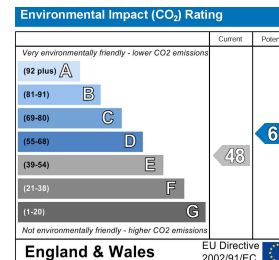 Environmental Impact (CO2) Rating
Current
Very environmentally friendly - lower CO2 emissions
(92 plus) A
(81-91) B
(69-80) C
(55-68) D
(39-54) E
48
(21-38) F
(1-20) G
Not environmentally friendly - higher CO2 emissions
England & Wales
EU Directive
2002/91/EC